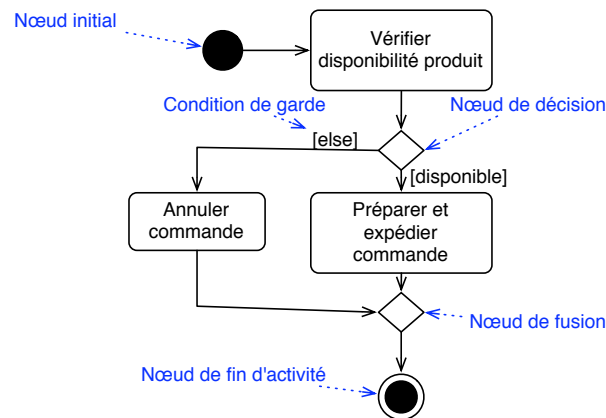 Nœud initial
Vérifier
disponibilité produit
Condition de garde
Nœud de décision
[else]
[disponible]
Annuler
commande
Préparer et
expédier
commande
Nœud de fusion
Nœud de fin d'activité